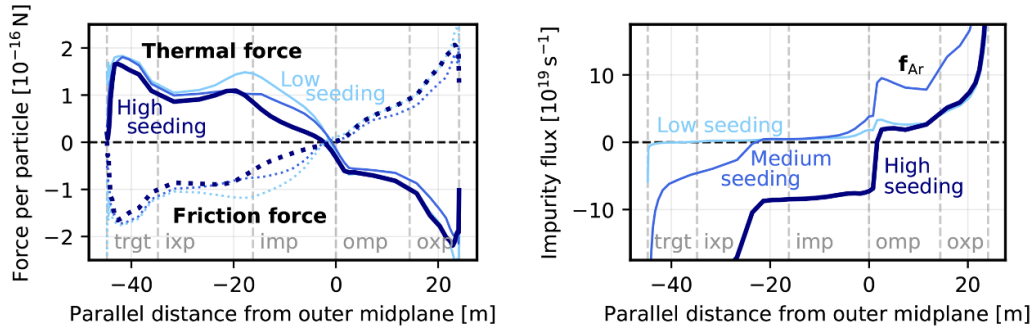 Force per particle [10⁻¹⁶ N]
2
1
0
−1
−2
Thermal force
Low
seeding
High
seeding
Friction force
trgt
ixp
imp
omp
oxp
−40
−20
0
20
Parallel distance from outer midplane [m]
Impurity flux [10¹⁹ s⁻¹]
10
0
−10
f_Ar
Low seeding
Medium
seeding
High
seeding
trgt
ixp
imp
omp
oxp
−40
−20
0
20
Parallel distance from outer midplane [m]